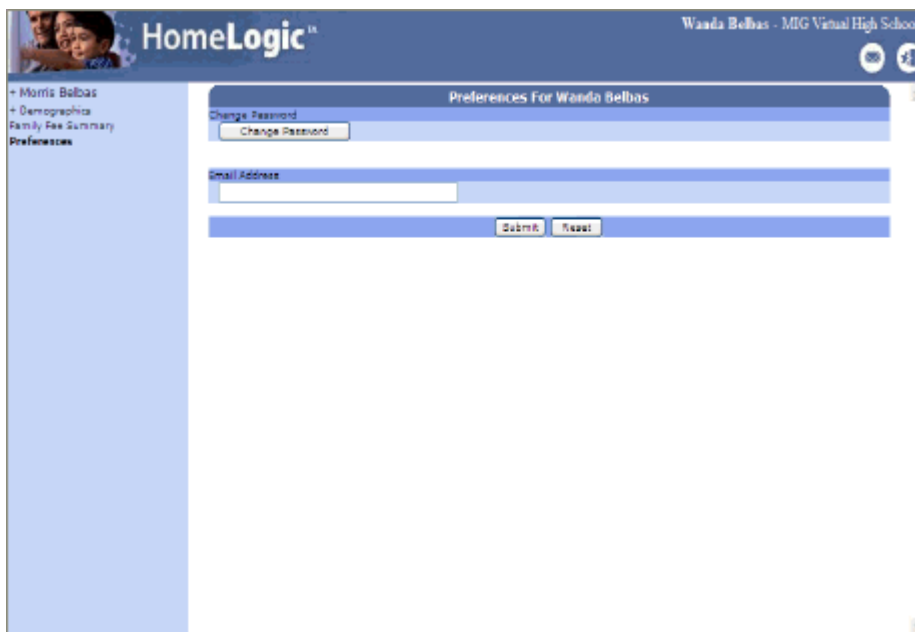 HomeLogic™
Wanda Belbas - MIG Virtual High School
+ Morris Belbas
+ Demographics
Family Fee Summary
Preferences
Preferences For Wanda Belbas
Change Password
Change Password
Email Address
Submit Reset